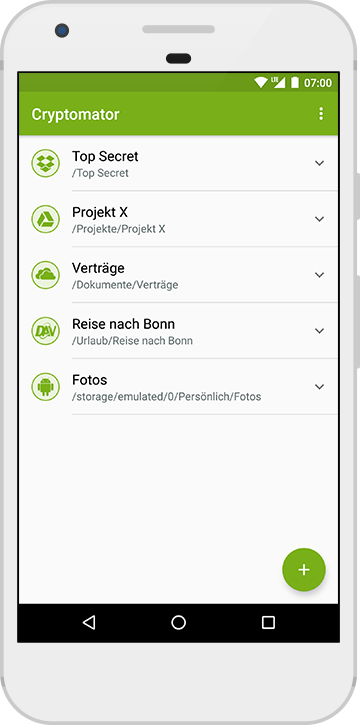 LTE 07:00
Cryptomator
Top Secret
/Top Secret
Projekt X
/Projekte/Projekt X
Verträge
/Dokumente/Verträge
DAV Reise nach Bonn
/Urlaub/Reise nach Bonn
Fotos
/storage/emulated/0/Persönlich/Fotos